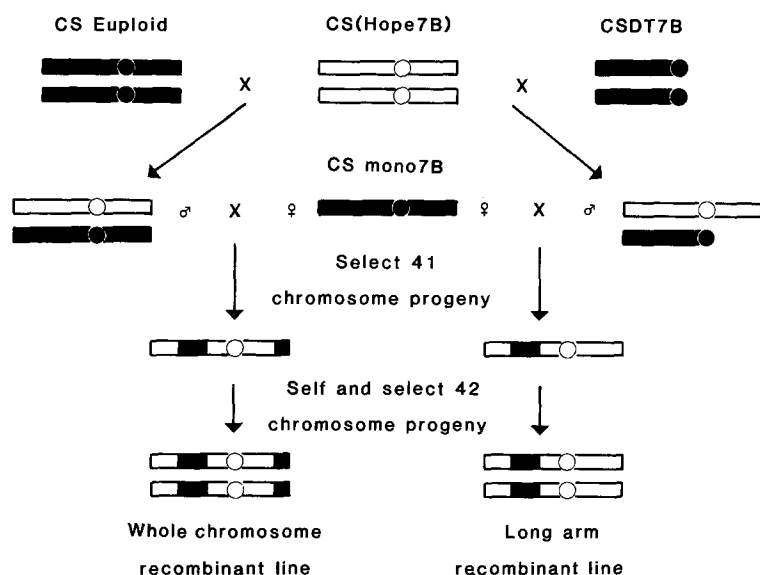 CS Euploid
CS(Hope7B)
CSDT7B
X
X
CS mono7B
♂ X ♀
♀ X ♂
Select 41
chromosome progeny
Self and select 42
chromosome progeny
Whole chromosome
recombinant line
Long arm
recombinant line